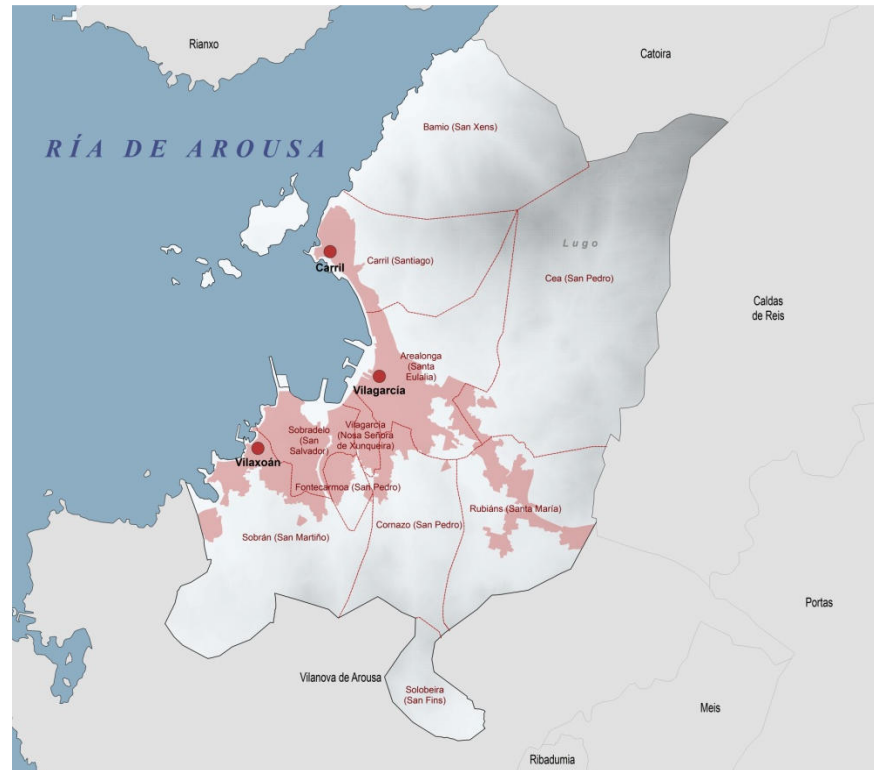 Rianxo
Catoira
RÍA DE AROUSA
Bamio (San Xens)
Lugo
Carril
Carril (Santiago)
Cea (San Pedro)
Caldas
de Reis
Arealonga
(Santa
Eulalia)
Vilagarcía
Vilagarcía
(Nosa Señora
de Xunqueira)
Sobradelo
(San
Salvador)
Vilaxoán
Fontecarmoa (San Pedro)
Rubiáns (Santa María)
Cornazo (San Pedro)
Sobrán (San Martiño)
Portas
Vilanova de Arousa
Solobeira
(San Fins)
Meis
Ribadumia